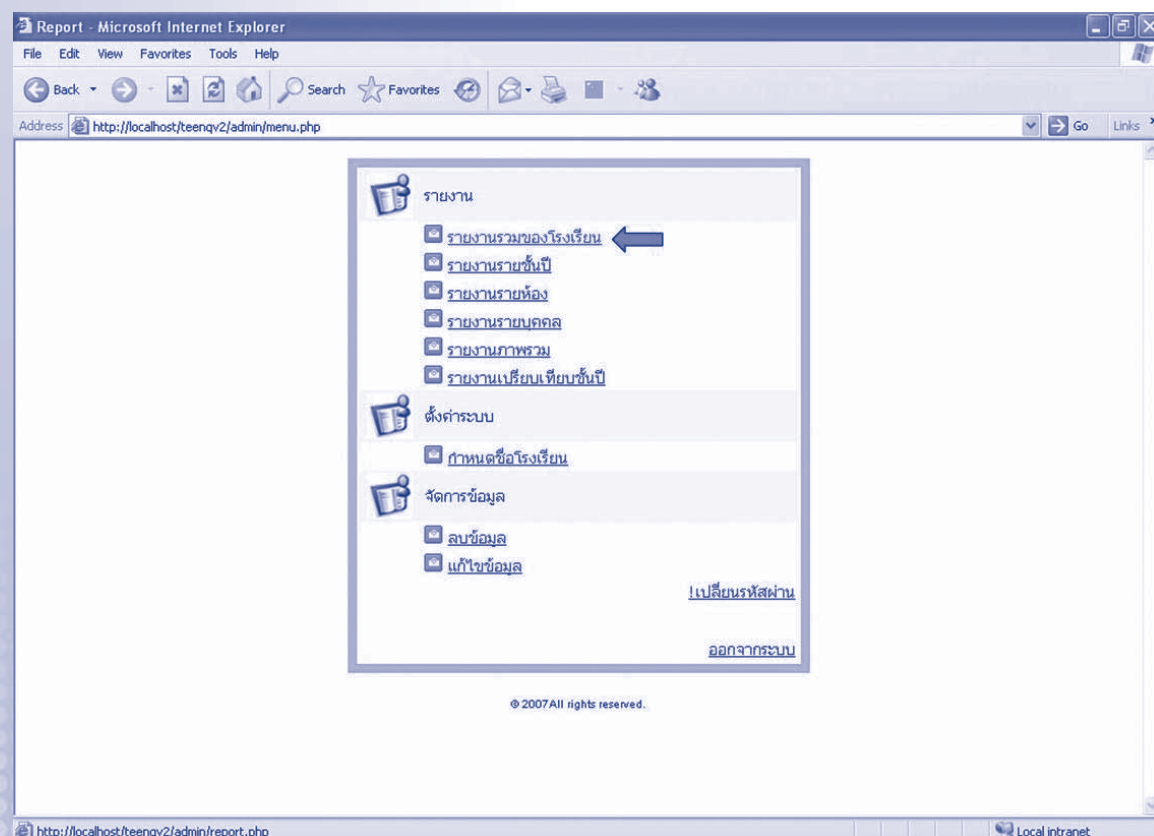 Report - Microsoft Internet Explorer
File Edit View Favorites Tools Help
Back Search Favorites
Address http://localhost/teenqv2/admin/menu.php Go Links
รายงาน
รายงานรวมของโรงเรียน
รายงานรายชั้นปี
รายงานรายห้อง
รายงานรายบุคคล
รายงานภาพรวม
รายงานเปรียบเทียบชั้นปี
ตั้งค่าระบบ
กำหนดชื่อโรงเรียน
จัดการข้อมูล
ลบข้อมูล
แก้ไขข้อมูล
!เปลี่ยนรหัสผ่าน
ออกจากระบบ
© 2007 All rights reserved.
http://localhost/teenqv2/admin/report.php Local intranet